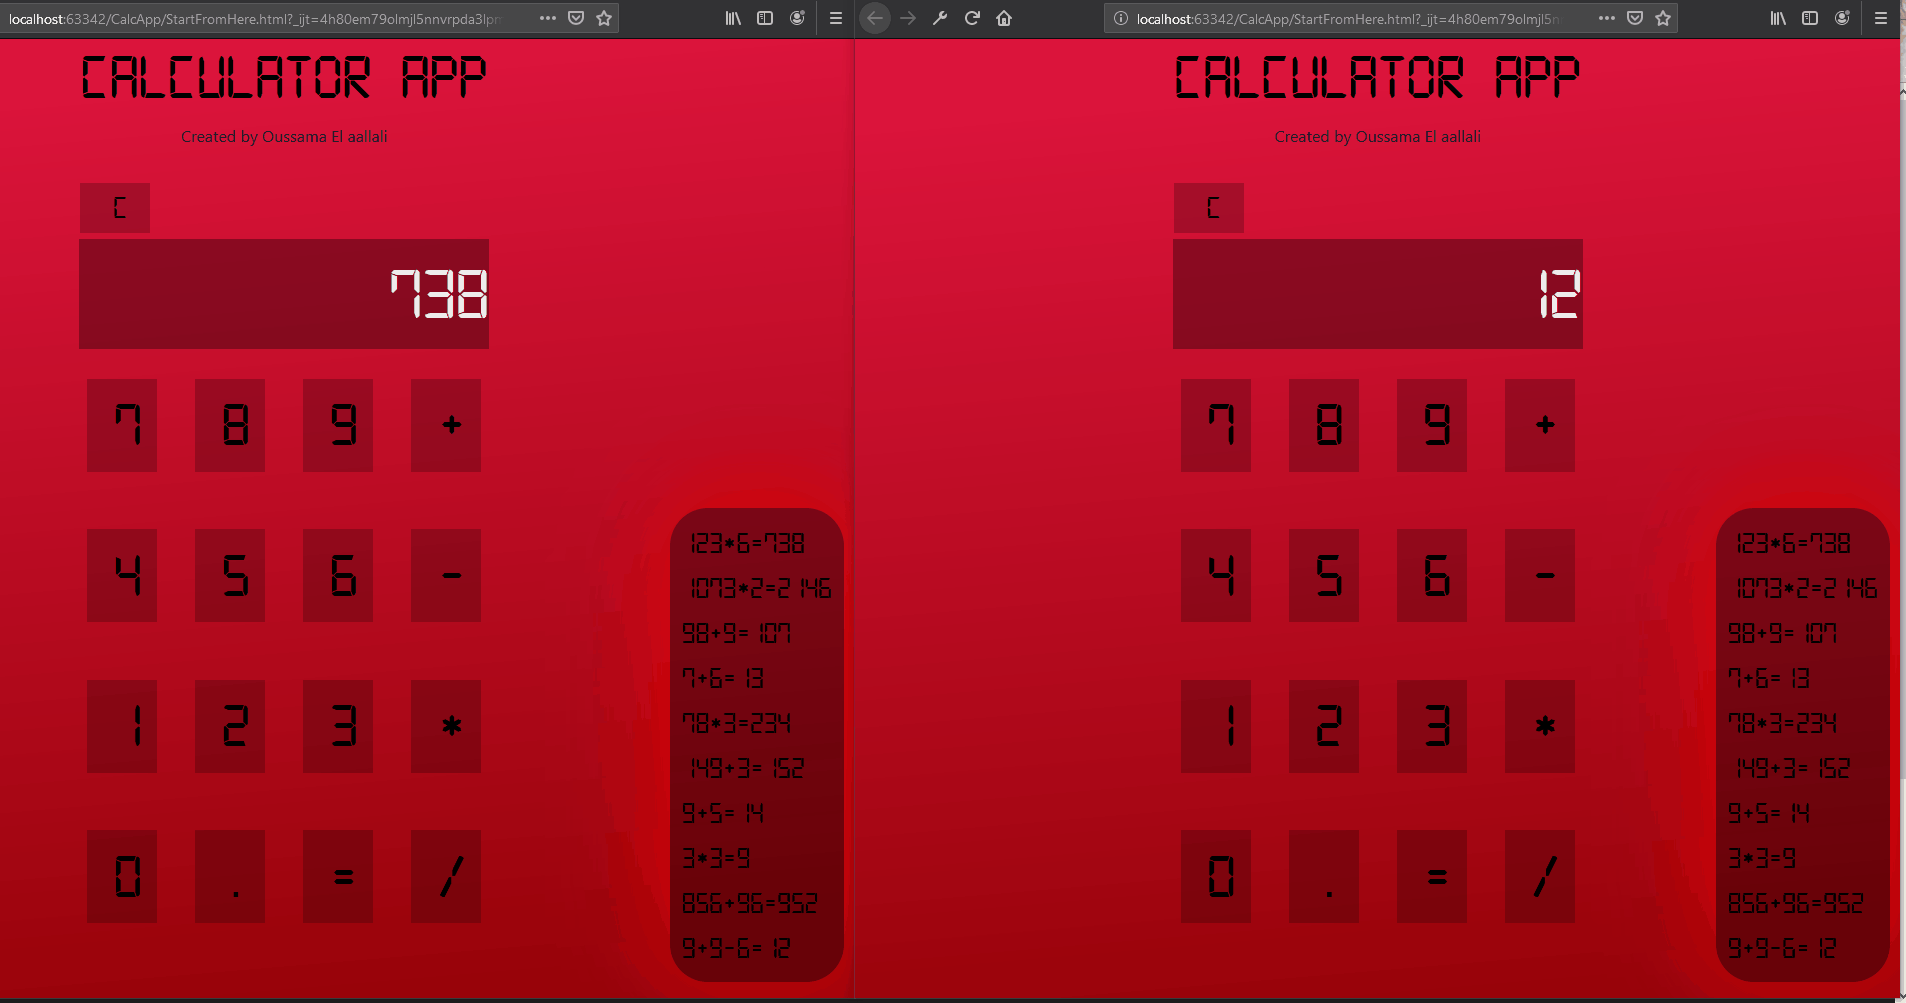 localhost:63342/CalcApp/StartFromHere.html?_ijt=4h80em79olmjl5nnvrpda3lpm
CALCULATOR APP
Created by Oussama El aallali
C
738
7 8 9 +
4 5 6 -
1 2 3 *
0 . = /
123*6=738
1073*2=2146
98+9=107
7+6=13
78*3=234
149+3=152
9+5=14
3*3=9
856+96=952
9+9-6=12
localhost:63342/CalcApp/StartFromHere.html?_ijt=4h80em79olmjl5n
CALCULATOR APP
Created by Oussama El aallali
C
12
7 8 9 +
4 5 6 -
1 2 3 *
0 . = /
123*6=738
1073*2=2146
98+9=107
7+6=13
78*3=234
149+3=152
9+5=14
3*3=9
856+96=952
9+9-6=12